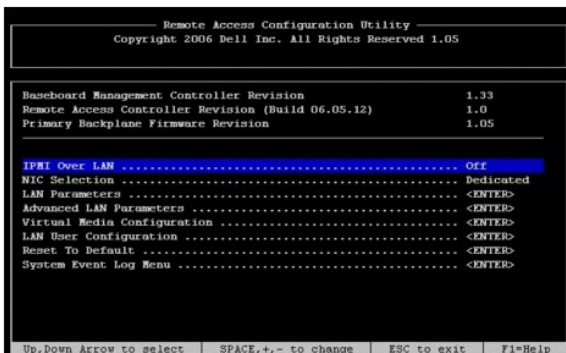 Remote Access Configuration Utility
Copyright 2006 Dell Inc. All Rights Reserved 1.05
Baseboard Management Controller Revision 1.33
Remote Access Controller Revision (Build 06.05.12) 1.0
Primary Backplane Firmware Revision 1.05
IPMI Over LAN ................................................ Off
NIC Selection ................................................ Dedicated
LAN Parameters ............................................... <ENTER>
Advanced LAN Parameters ...................................... <ENTER>
Virtual Media Configuration .................................. <ENTER>
LAN User Configuration ....................................... <ENTER>
Reset To Default ............................................. <ENTER>
System Event Log Menu ........................................ <ENTER>
Up,Down Arrow to select | SPACE,+,- to change | ESC to exit | F1=Help